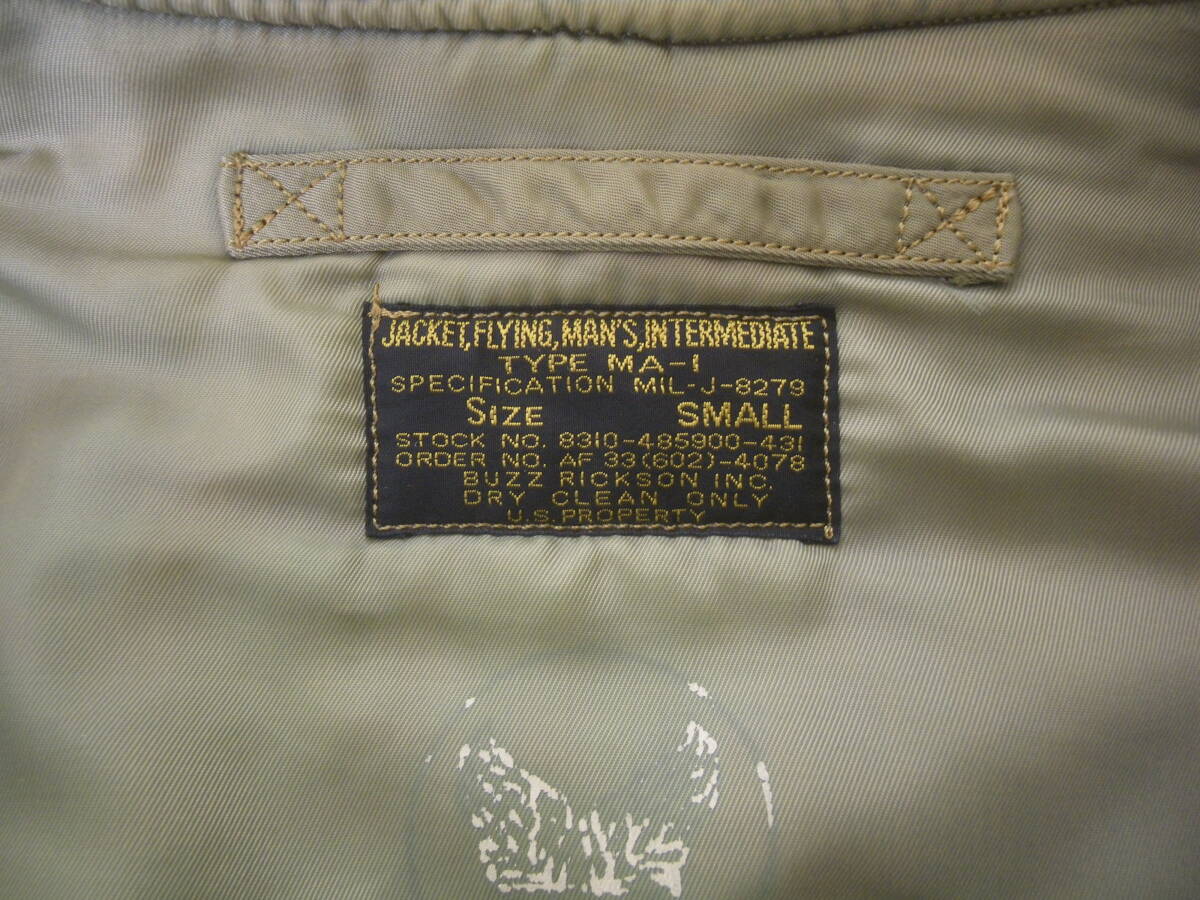 JACKET, FLYING, MAN'S, INTERMEDIATE
TYPE MA-1
SPECIFICATION MIL-J-8279
SIZE SMALL
STOCK NO. 8310-485900-431
ORDER NO. AF 33(602)-4078
BUZZ RICKSON INC.
DRY CLEAN ONLY
U.S. PROPERTY